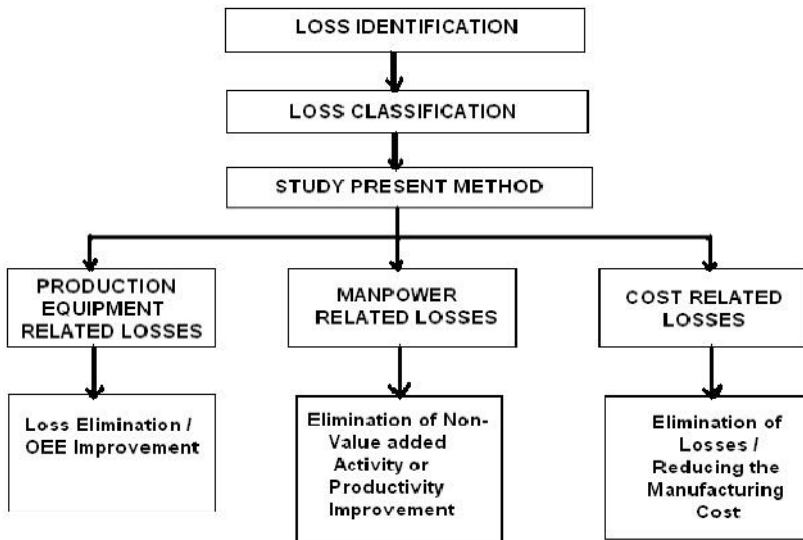 LOSS IDENTIFICATION
LOSS CLASSIFICATION
STUDY PRESENT METHOD
PRODUCTION
EQUIPMENT
RELATED LOSSES
MANPOWER
RELATED LOSSES
COST RELATED
LOSSES
Loss Elimination /
OEE Improvement
Elimination of Non-
Value added
Activity or
Productivity
Improvement
Elimination of
Losses /
Reducing the
Manufacturing
Cost